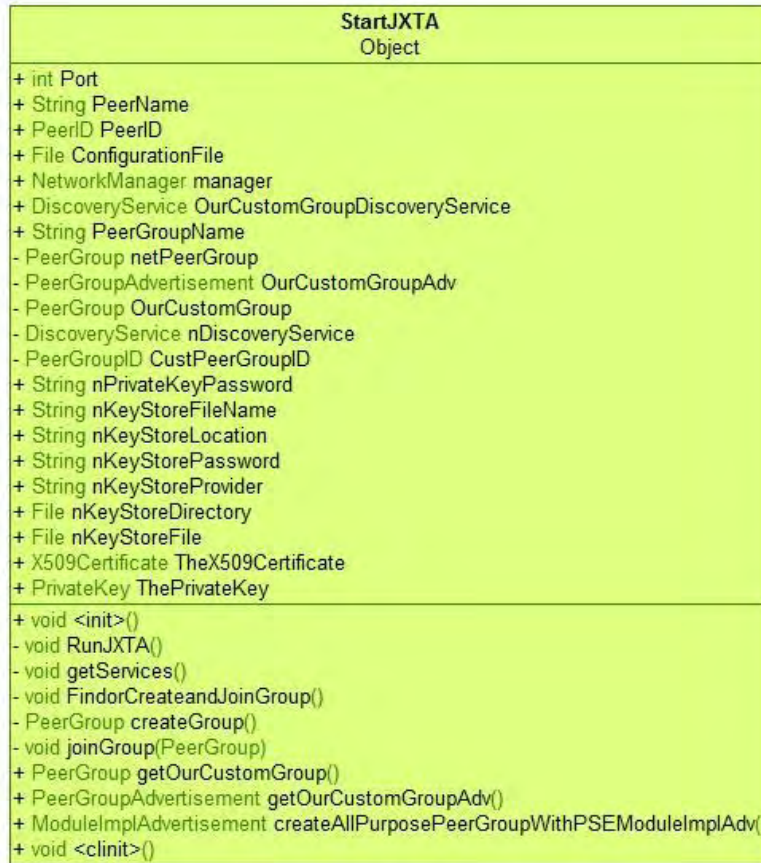 StartJXTA
Object
+ int Port
+ String PeerName
+ PeerID PeerID
+ File ConfigurationFile
+ NetworkManager manager
+ DiscoveryService OurCustomGroupDiscoveryService
+ String PeerGroupName
- PeerGroup netPeerGroup
- PeerGroupAdvertisement OurCustomGroupAdv
- PeerGroup OurCustomGroup
- DiscoveryService nDiscoveryService
- PeerGroupID CustPeerGroupID
+ String nPrivateKeyPassword
+ String nKeyStoreFileName
+ String nKeyStoreLocation
+ String nKeyStorePassword
+ String nKeyStoreProvider
+ File nKeyStoreDirectory
+ File nKeyStoreFile
+ X509Certificate TheX509Certificate
+ PrivateKey ThePrivateKey
+ void <init>()
- void RunJXTA()
- void getServices()
- void FindorCreateandJoinGroup()
- PeerGroup createGroup()
- void joinGroup(PeerGroup)
+ PeerGroup getOurCustomGroup()
+ PeerGroupAdvertisement getOurCustomGroupAdv()
+ ModuleImplAdvertisement createAllPurposePeerGroupWithPSEModuleImplAdv(
+ void <clinit>()